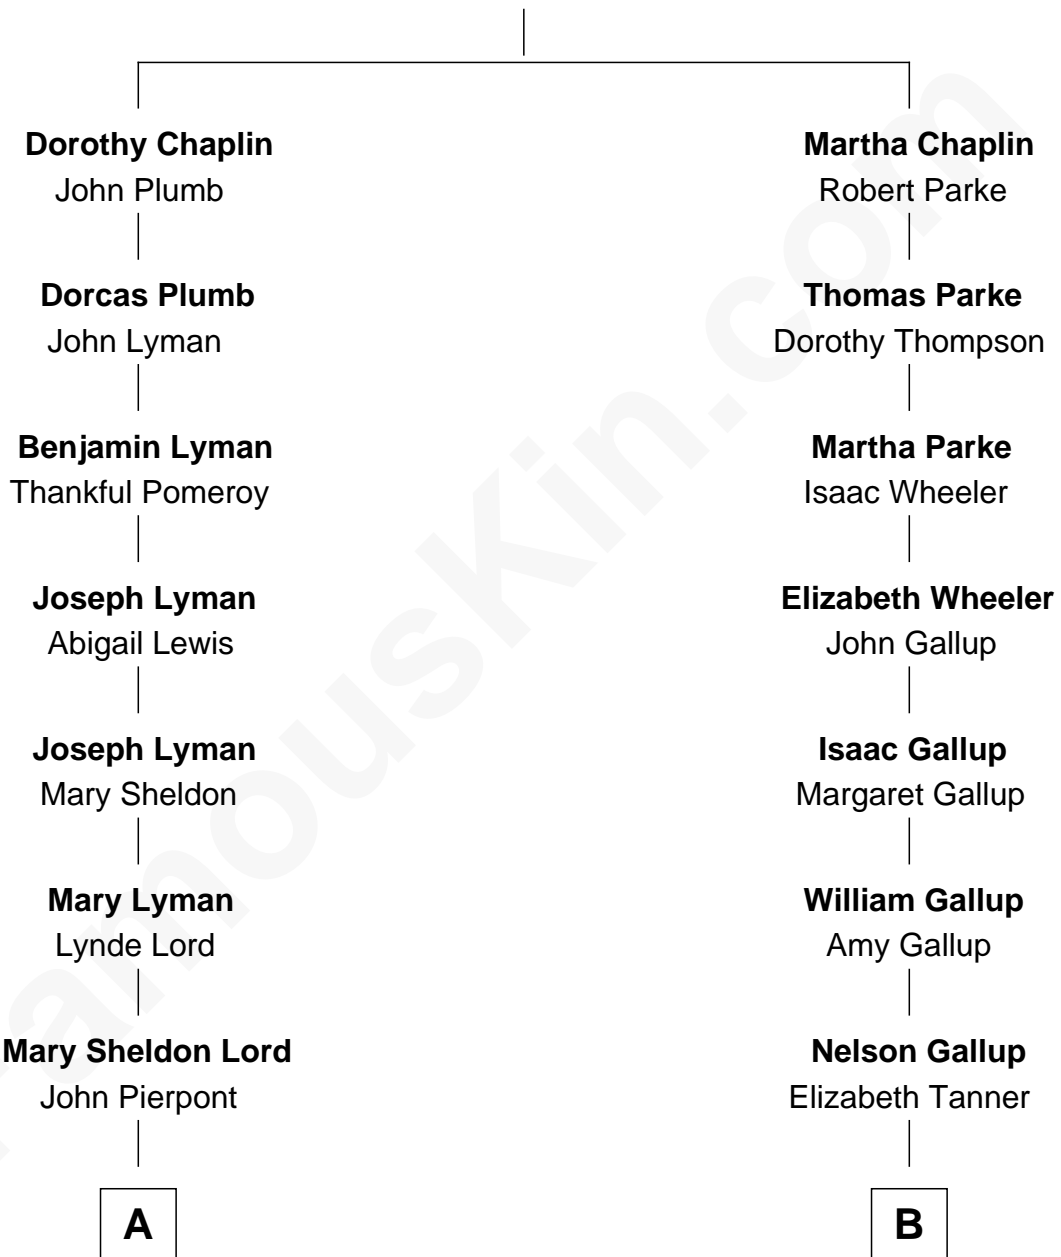 Dorothy Chaplin
John Plumb
Dorcas Plumb
John Lyman
Benjamin Lyman
Thankful Pomeroy
Joseph Lyman
Abigail Lewis
Joseph Lyman
Mary Sheldon
Mary Lyman
Lynde Lord
Mary Sheldon Lord
John Pierpont
A
Martha Chaplin
Robert Parke
Thomas Parke
Dorothy Thompson
Martha Parke
Isaac Wheeler
Elizabeth Wheeler
John Gallup
Isaac Gallup
Margaret Gallup
William Gallup
Amy Gallup
Nelson Gallup
Elizabeth Tanner
B
FamousKin.com